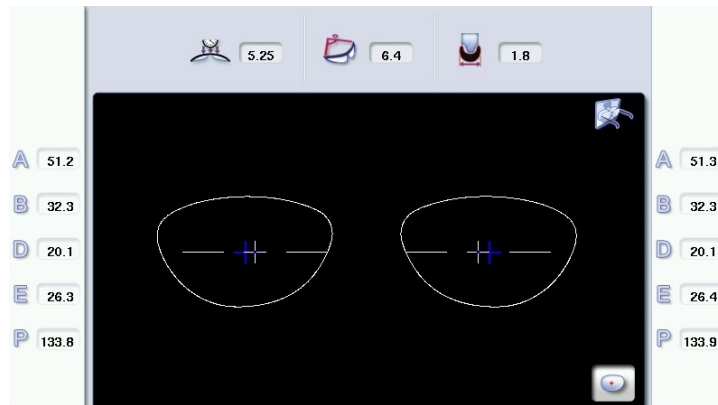 5.25 6.4 1.8
A 51.2 A 51.3
B 32.3 B 32.3
D 20.1 D 20.1
E 26.3 E 26.4
P 133.8 P 133.9